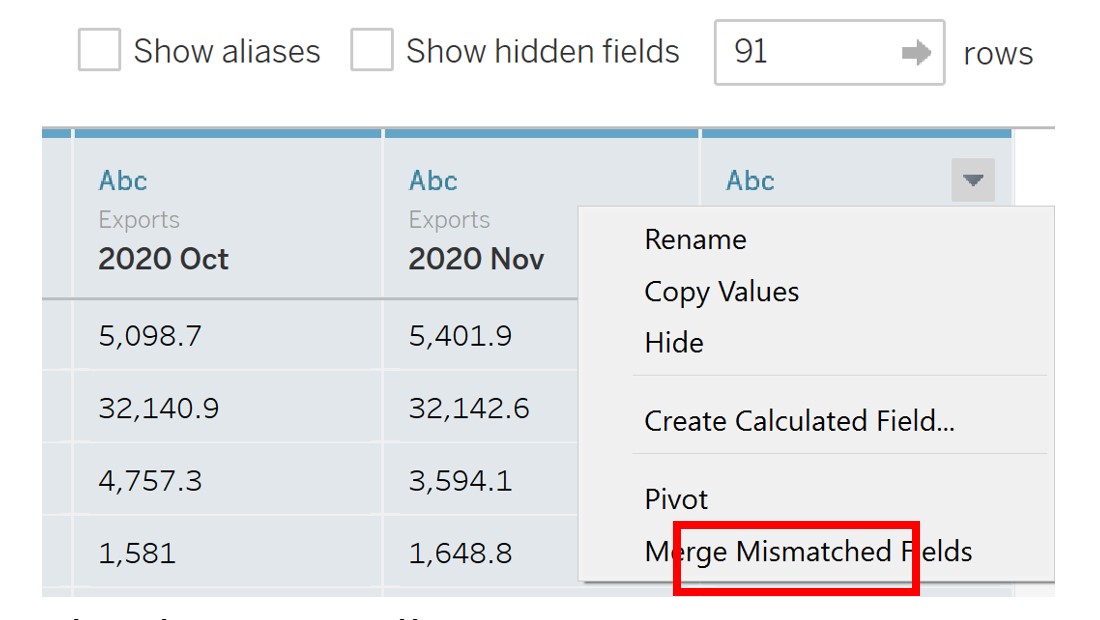 Show aliases Show hidden fields 91 rows
Abc Abc Abc
Exports Exports
2020 Oct 2020 Nov
Rename
Copy Values
Hide
5,098.7 5,401.9
32,140.9 32,142.6
Create Calculated Field...
4,757.3 3,594.1
Pivot
1,581 1,648.8
Merge Mismatched Fields